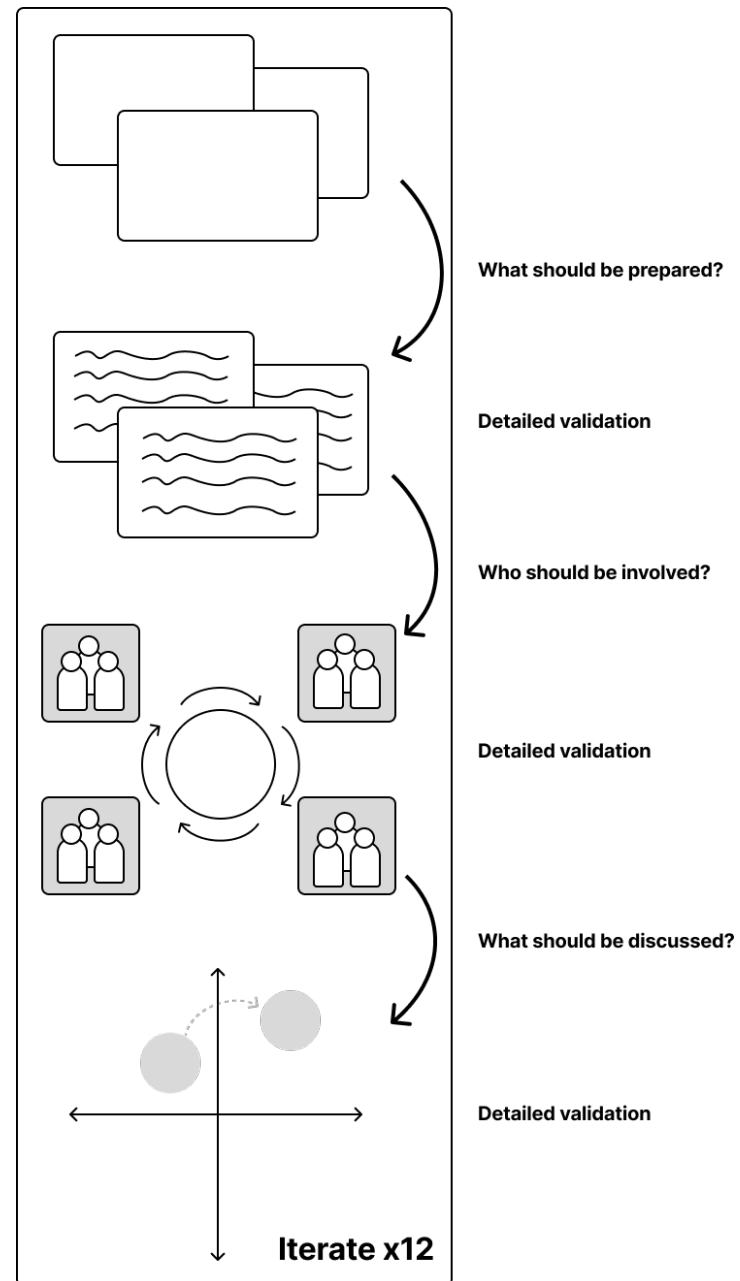 What should be prepared?
Detailed validation
Who should be involved?
Detailed validation
What should be discussed?
Detailed validation
Iterate x12